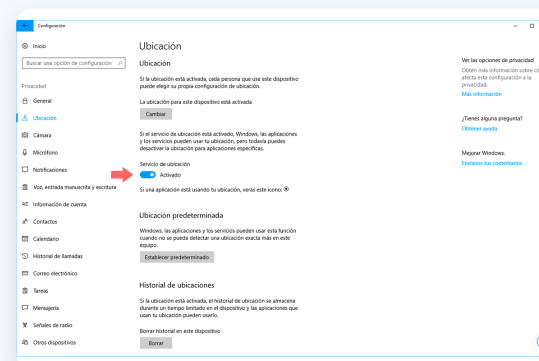 Configuración
Inicio
Buscar una opción de configuración
Privacidad
General
Ubicación
Cámara
Micrófono
Notificaciones
Voz, entrada manuscrita y escritura
Información de cuenta
Contactos
Calendario
Historial de llamadas
Correo electrónico
Tareas
Mensajería
Señales de radio
Otros dispositivos
Ubicación
Ubicación
Si la ubicación está activada, cada persona que use este dispositivo
puede elegir su propia configuración de ubicación.
La ubicación para este dispositivo está activada
Cambiar
Si el servicio de ubicación está activado, Windows, las aplicaciones
y los servicios pueden usar tu ubicación, pero todavía puedes
desactivar la ubicación para aplicaciones específicas.
Servicio de ubicación
Activado
Si una aplicación está usando tu ubicación, verás este icono:
Ubicación predeterminada
Windows, las aplicaciones y los servicios pueden usar esta función
cuando no se pueda detectar una ubicación exacta más en este
equipo.
Establecer predeterminado
Historial de ubicaciones
Si la ubicación está activada, el historial de ubicación se almacena
durante un tiempo limitado en el dispositivo y las aplicaciones que
usan tu ubicación pueden usarlo.
Borrar historial en este dispositivo
Borrar
Ver las opciones de privacidad
Obtén más información sobre có
afecta esta configuración a la
privacidad.
Más información
¿Tienes alguna pregunta?
Obtener ayuda
Mejorar Windows.
Envíanos tus comentarios